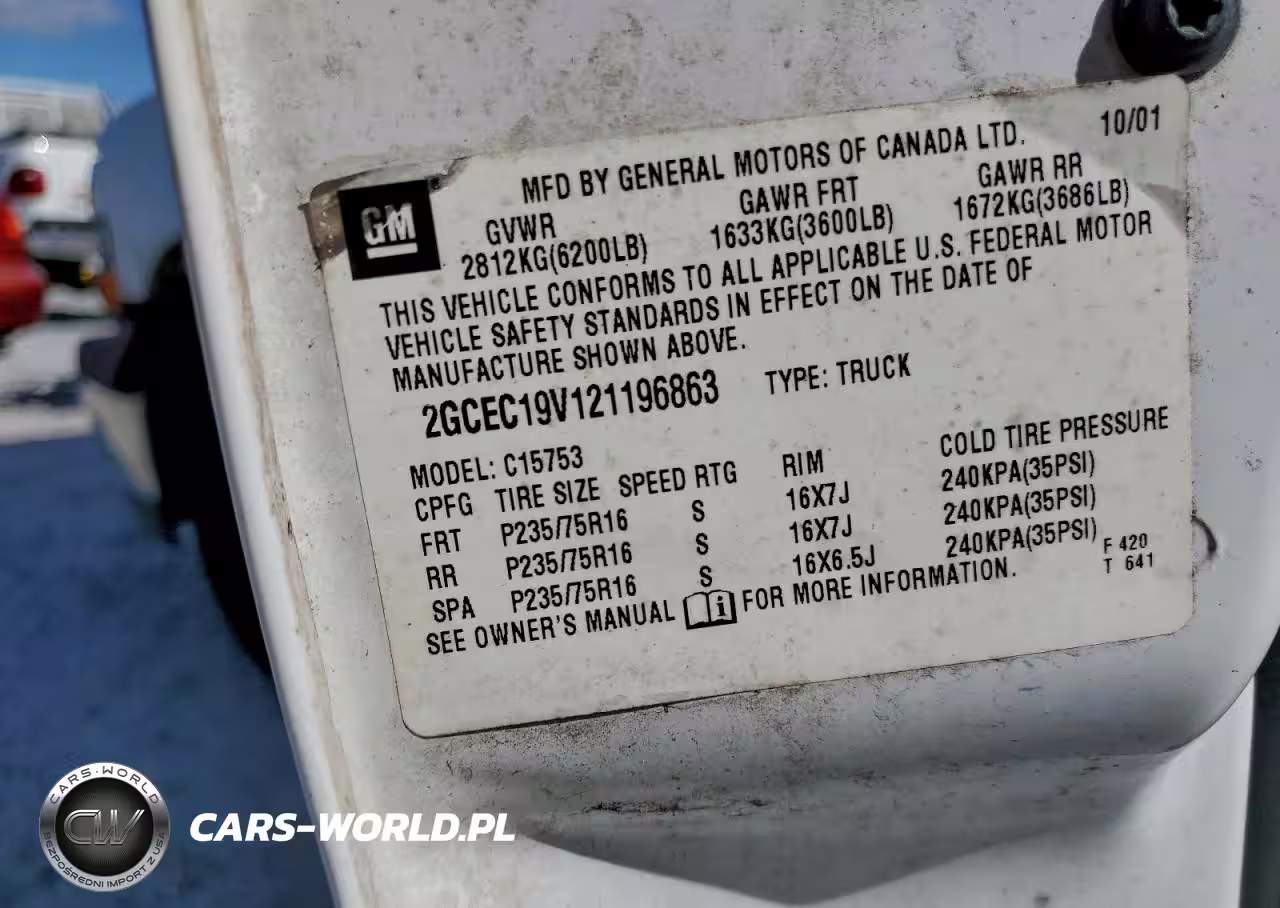 MFD BY GENERAL MOTORS OF CANADA LTD. 10/01
GM
GVWR GAWR FRT GAWR RR
2812KG(6200LB) 1633KG(3600LB) 1672KG(3686LB)
THIS VEHICLE CONFORMS TO ALL APPLICABLE U.S. FEDERAL MOTOR
VEHICLE SAFETY STANDARDS IN EFFECT ON THE DATE OF
MANUFACTURE SHOWN ABOVE.
2GCEC19V121196863 TYPE: TRUCK
MODEL: C15753
CPFG TIRE SIZE SPEED RTG RIM COLD TIRE PRESSURE
FRT P235/75R16 S 16X7J 240KPA(35PSI)
RR P235/75R16 S 16X7J 240KPA(35PSI)
SPA P235/75R16 S 16X6.5J 240KPA(35PSI)
SEE OWNER'S MANUAL i FOR MORE INFORMATION.
F 420
T 641
CARS-WORLD
CW
BEZPOŚREDNI IMPORT Z USA
CARS-WORLD.PL